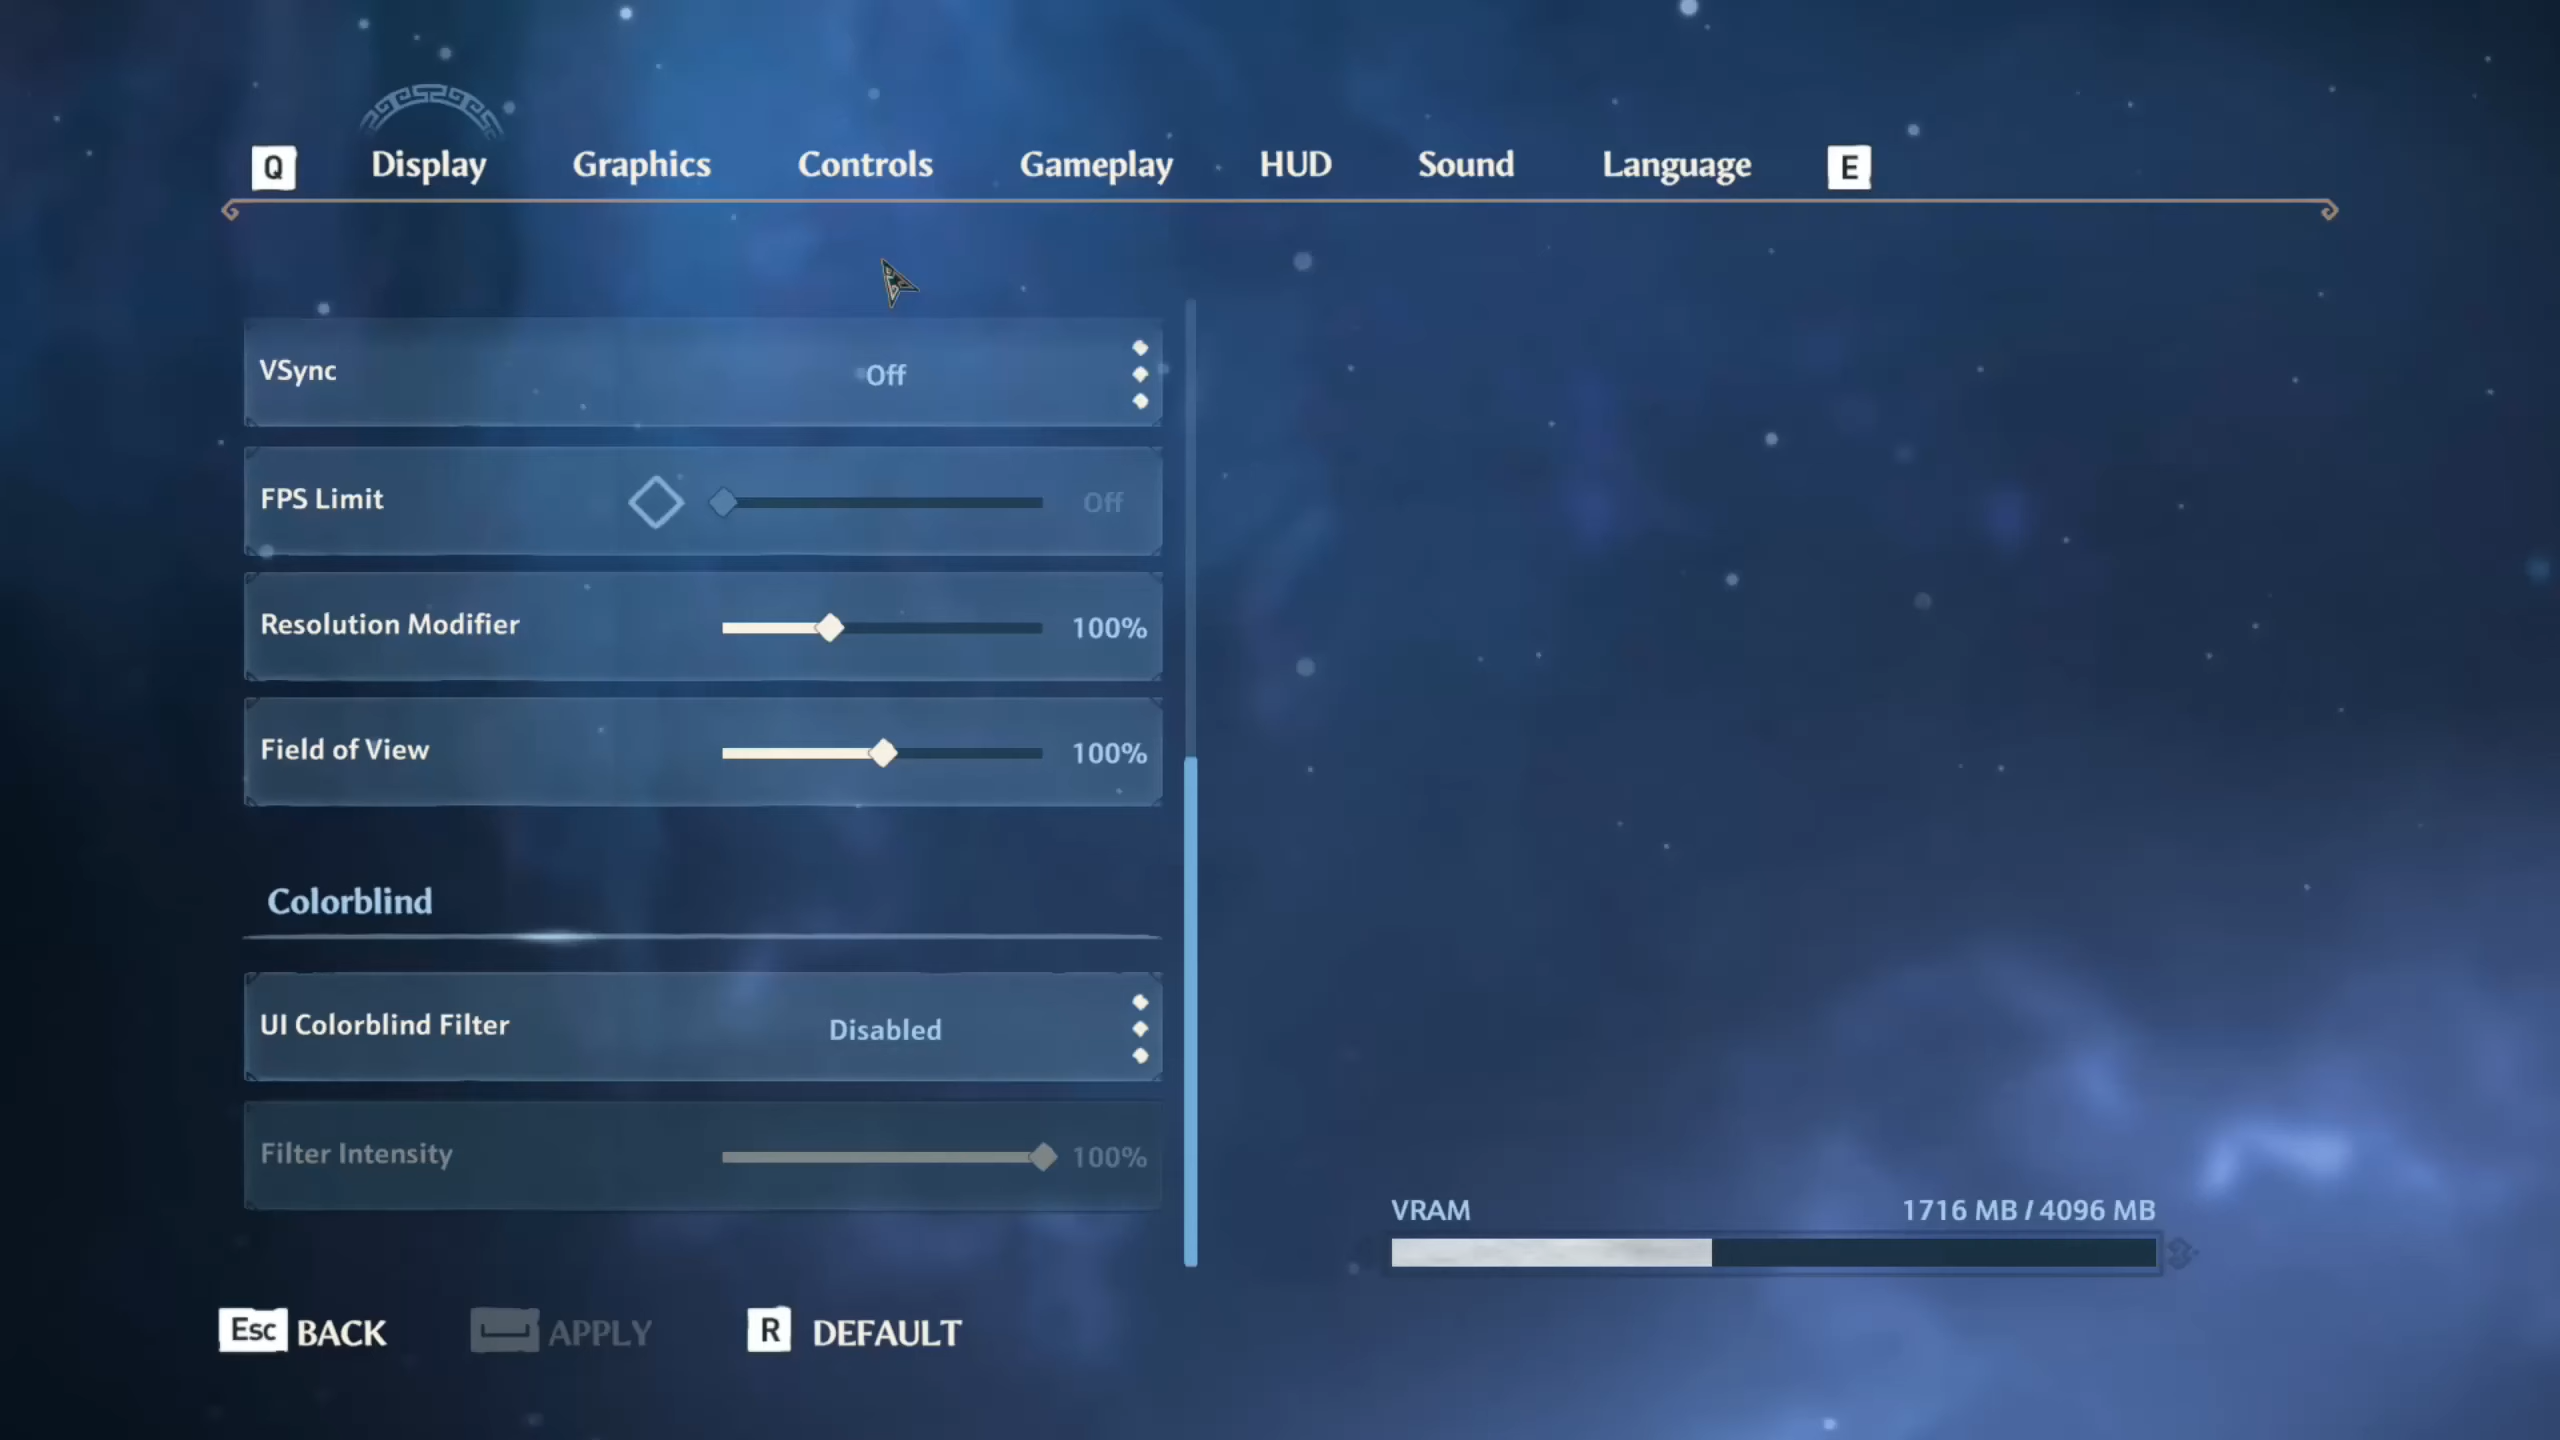 Q Display Graphics Controls Gameplay HUD Sound Language E
VSync Off
FPS Limit Off
Resolution Modifier 100%
Field of View 100%
Colorblind
UI Colorblind Filter Disabled
Filter Intensity 100%
VRAM 1716 MB / 4096 MB
Esc BACK APPLY R DEFAULT